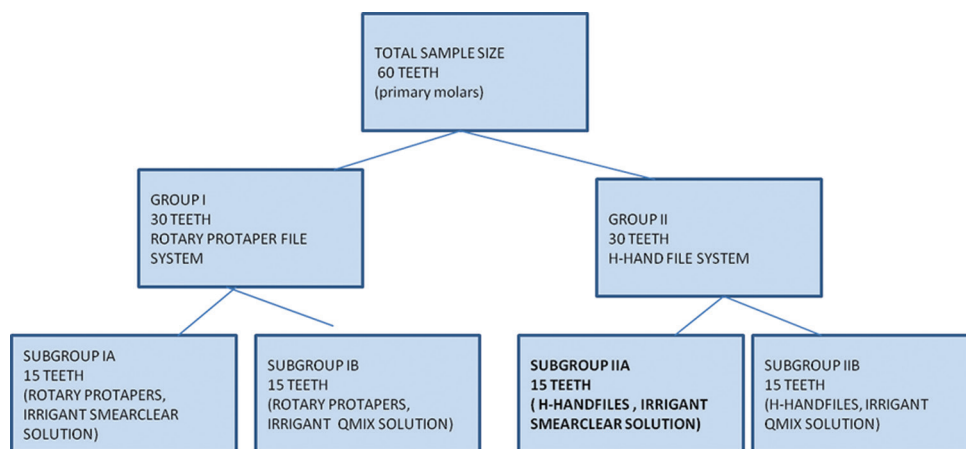 TOTAL SAMPLE SIZE
60 TEETH
(primary molars)
GROUP I
30 TEETH
ROTARY PROTAPER FILE
SYSTEM
GROUP II
30 TEETH
H-HAND FILE SYSTEM
SUBGROUP IA
15 TEETH
(ROTARY PROTAPERS,
IRRIGANT SMEARCLEAR
SOLUTION)
SUBGROUP IB
15 TEETH
(ROTARY PROTAPERS,
IRRIGANT QMIX SOLUTION)
SUBGROUP IIA
15 TEETH
( H-HANDFILES , IRRIGANT
SMEARCLEAR SOLUTION)
SUBGROUP IIB
15 TEETH
(H-HANDFILES, IRRIGANT
QMIX SOLUTION)